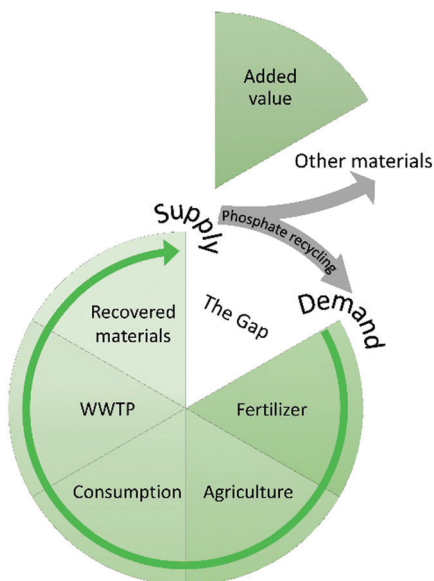 Added
value
Other materials
Supply
Phosphate recycling
Demand
The Gap
Recovered
materials
WWTP
Fertilizer
Consumption
Agriculture